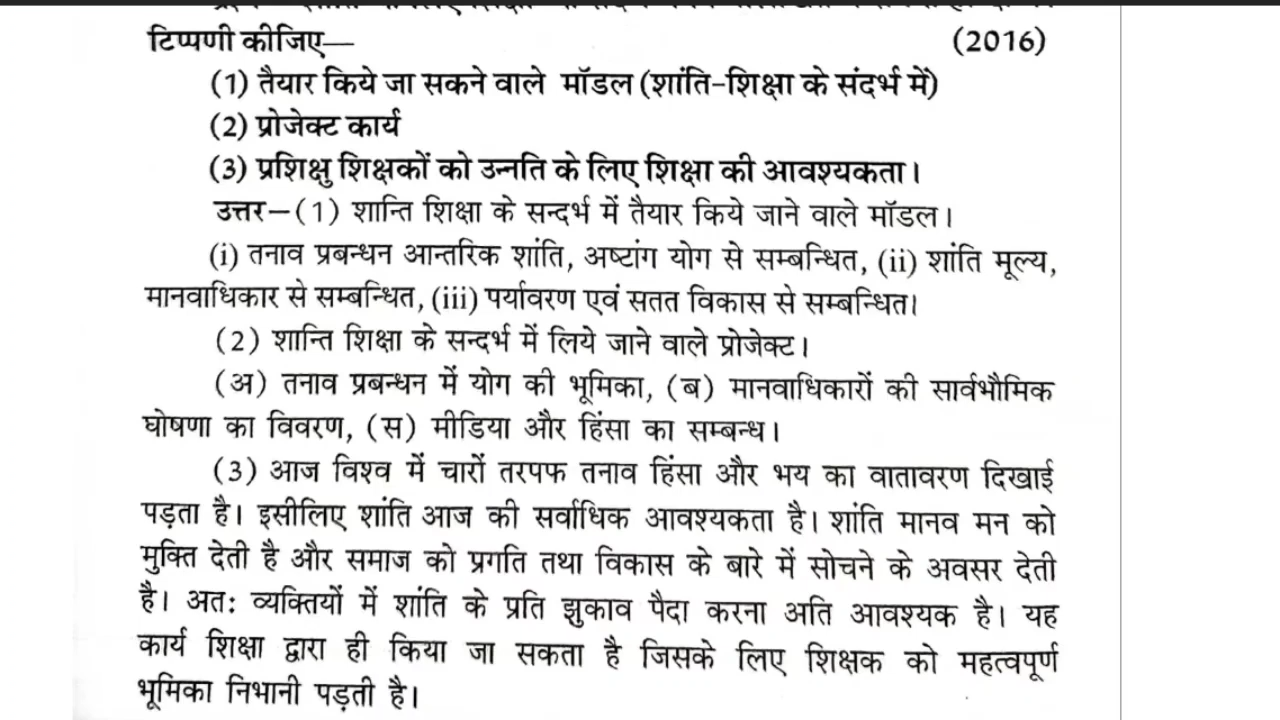 टिप्पणी कीजिए— (2016)
(1) तैयार किये जा सकने वाले मॉडल (शांति-शिक्षा के संदर्भ में)
(2) प्रोजेक्ट कार्य
(3) प्रशिक्षु शिक्षकों को उन्नति के लिए शिक्षा की आवश्यकता।
उत्तर—(1) शान्ति शिक्षा के सन्दर्भ में तैयार किये जाने वाले मॉडल।
(i) तनाव प्रबन्धन आन्तरिक शांति, अष्टांग योग से सम्बन्धित, (ii) शांति मूल्य,
मानवाधिकार से सम्बन्धित, (iii) पर्यावरण एवं सतत विकास से सम्बन्धित।
(2) शान्ति शिक्षा के सन्दर्भ में लिये जाने वाले प्रोजेक्ट।
(अ) तनाव प्रबन्धन में योग की भूमिका, (ब) मानवाधिकारों की सार्वभौमिक
घोषणा का विवरण, (स) मीडिया और हिंसा का सम्बन्ध।
(3) आज विश्व में चारों तरपफ तनाव हिंसा और भय का वातावरण दिखाई
पड़ता है। इसीलिए शांति आज की सर्वाधिक आवश्यकता है। शांति मानव मन को
मुक्ति देती है और समाज को प्रगति तथा विकास के बारे में सोचने के अवसर देती
है। अतः व्यक्तियों में शांति के प्रति झुकाव पैदा करना अति आवश्यक है। यह
कार्य शिक्षा द्वारा ही किया जा सकता है जिसके लिए शिक्षक को महत्वपूर्ण
भूमिका निभानी पड़ती है।